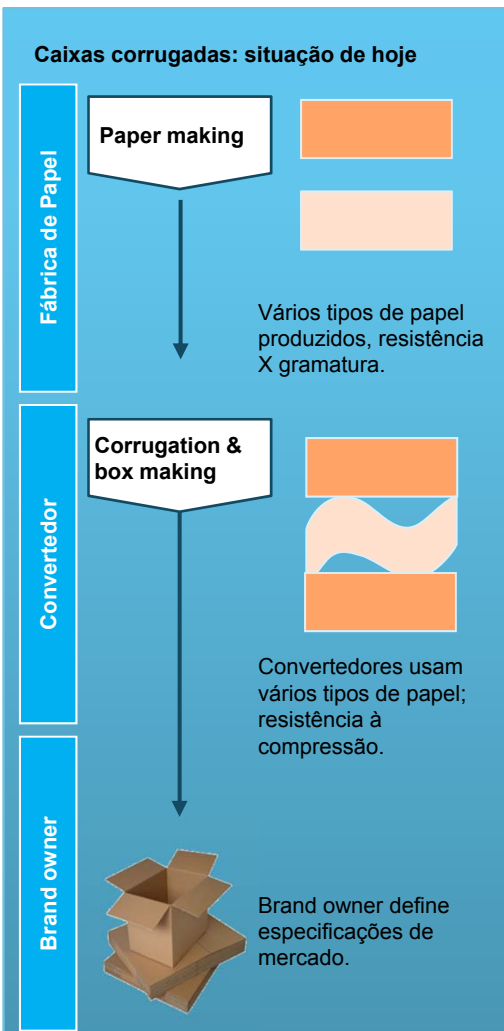 Caixas corrugadas: situação de hoje
Fábrica de Papel
Paper making
Vários tipos de papel
produzidos, resistência
X gramatura.
Convertedor
Corrugation &
box making
Convertedores usam
vários tipos de papel;
resistência à
compressão.
Brand owner
Brand owner define
especificações de
mercado.